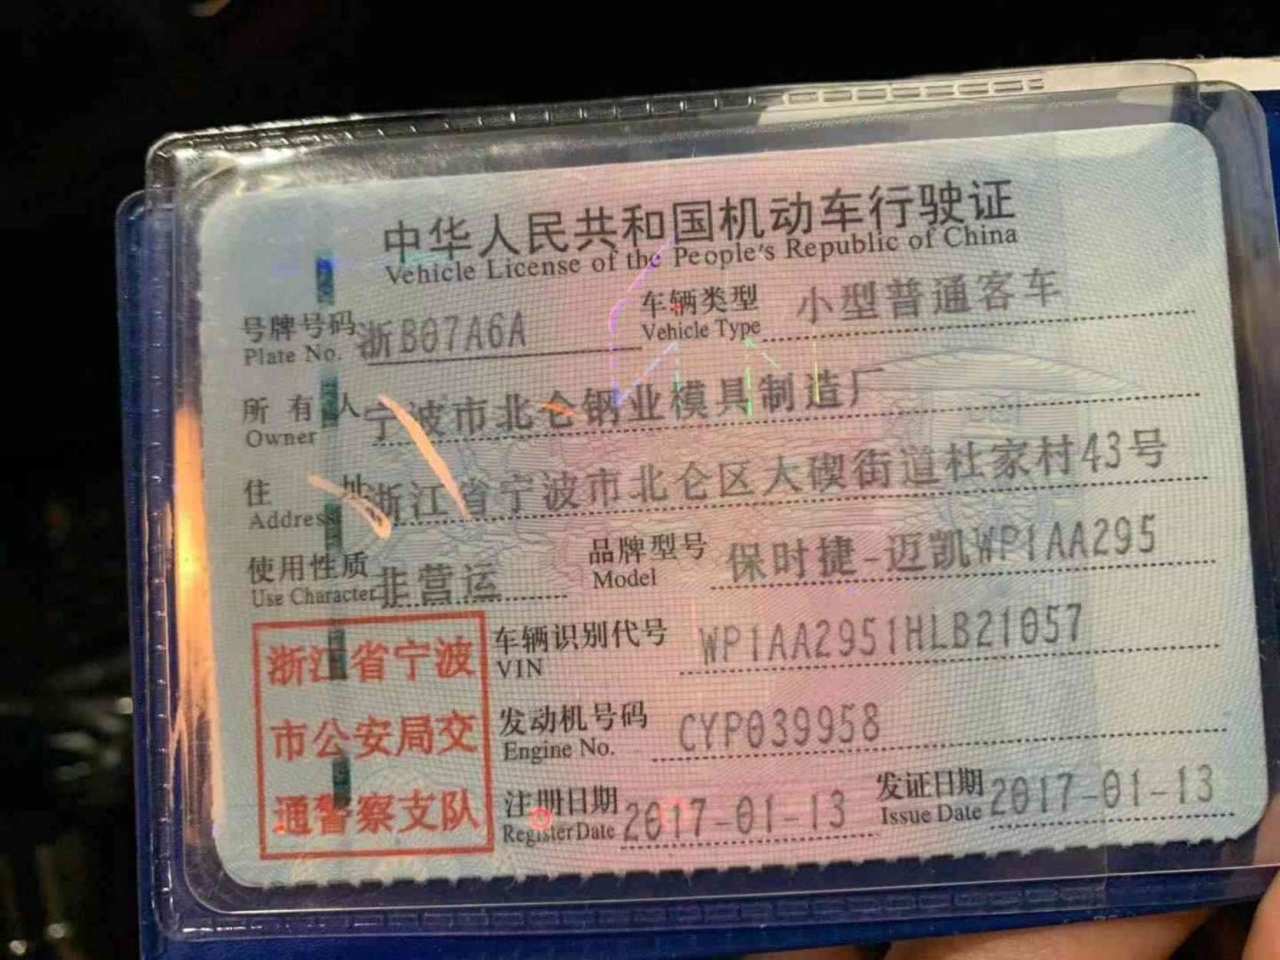 中华人民共和国机动车行驶证
Vehicle License of the People's Republic of China
号牌号码 浙B07A6A 车辆类型 小型普通客车
Plate No. Vehicle Type
所有人 宁波市北仑钢业模具制造厂
Owner
住址 浙江省宁波市北仑区大碶街道杜家村43号
Address
使用性质 非营运 品牌型号 保时捷-迈凯WP1AA295
Use Character Model
浙江省宁波 车辆识别代号 WP1AA2951HLB21057
VIN
市公安局交 发动机号码 CYP039958
Engine No.
通警察支队 注册日期 2017-01-13 发证日期 2017-01-13
Register Date Issue Date